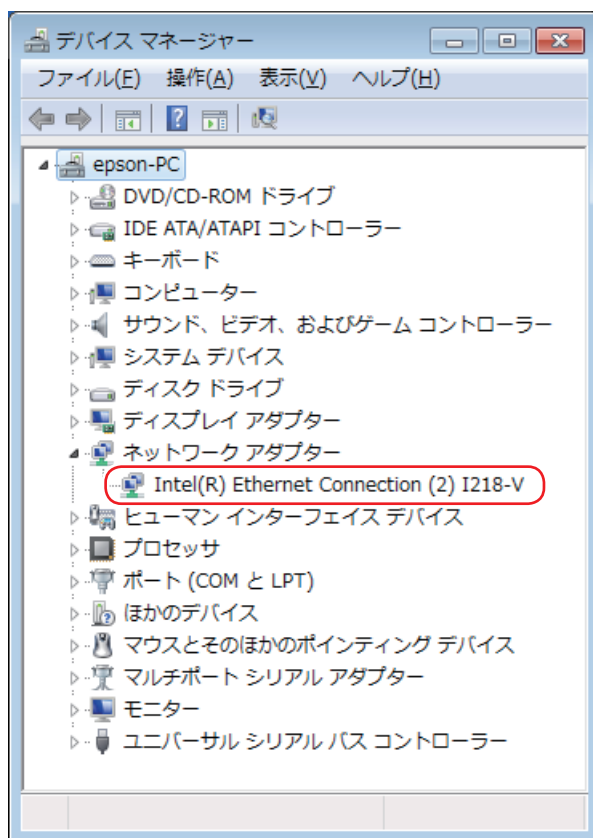 デバイス マネージャー
ファイル(F) 操作(A) 表示(V) ヘルプ(H)
epson-PC
DVD/CD-ROM ドライブ
IDE ATA/ATAPI コントローラー
キーボード
コンピューター
サウンド、ビデオ、およびゲーム コントローラー
システム デバイス
ディスク ドライブ
ディスプレイ アダプター
ネットワーク アダプター
Intel(R) Ethernet Connection (2) I218-V
ヒューマン インターフェイス デバイス
プロセッサ
ポート (COM と LPT)
ほかのデバイス
マウスとそのほかのポインティング デバイス
マルチポート シリアル アダプター
モニター
ユニバーサル シリアル バス コントローラー